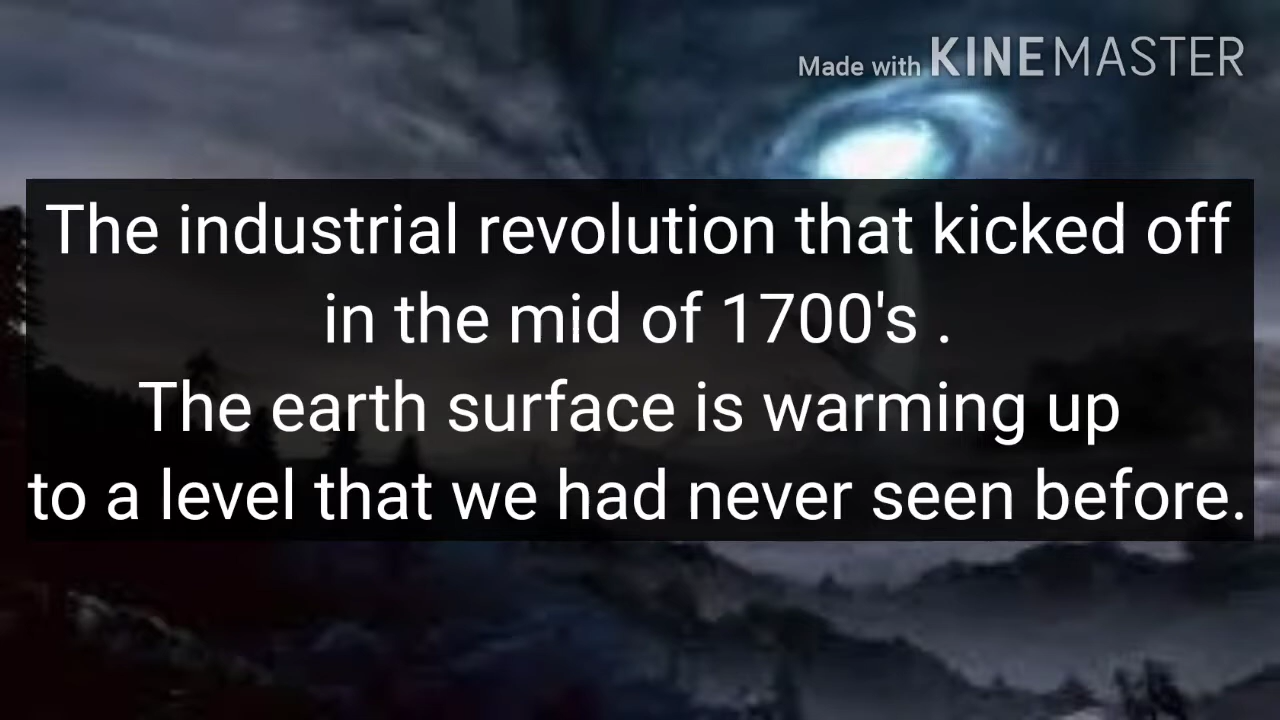 Made with KINEMASTER
The industrial revolution that kicked off
in the mid of 1700's .
The earth surface is warming up
to a level that we had never seen before.